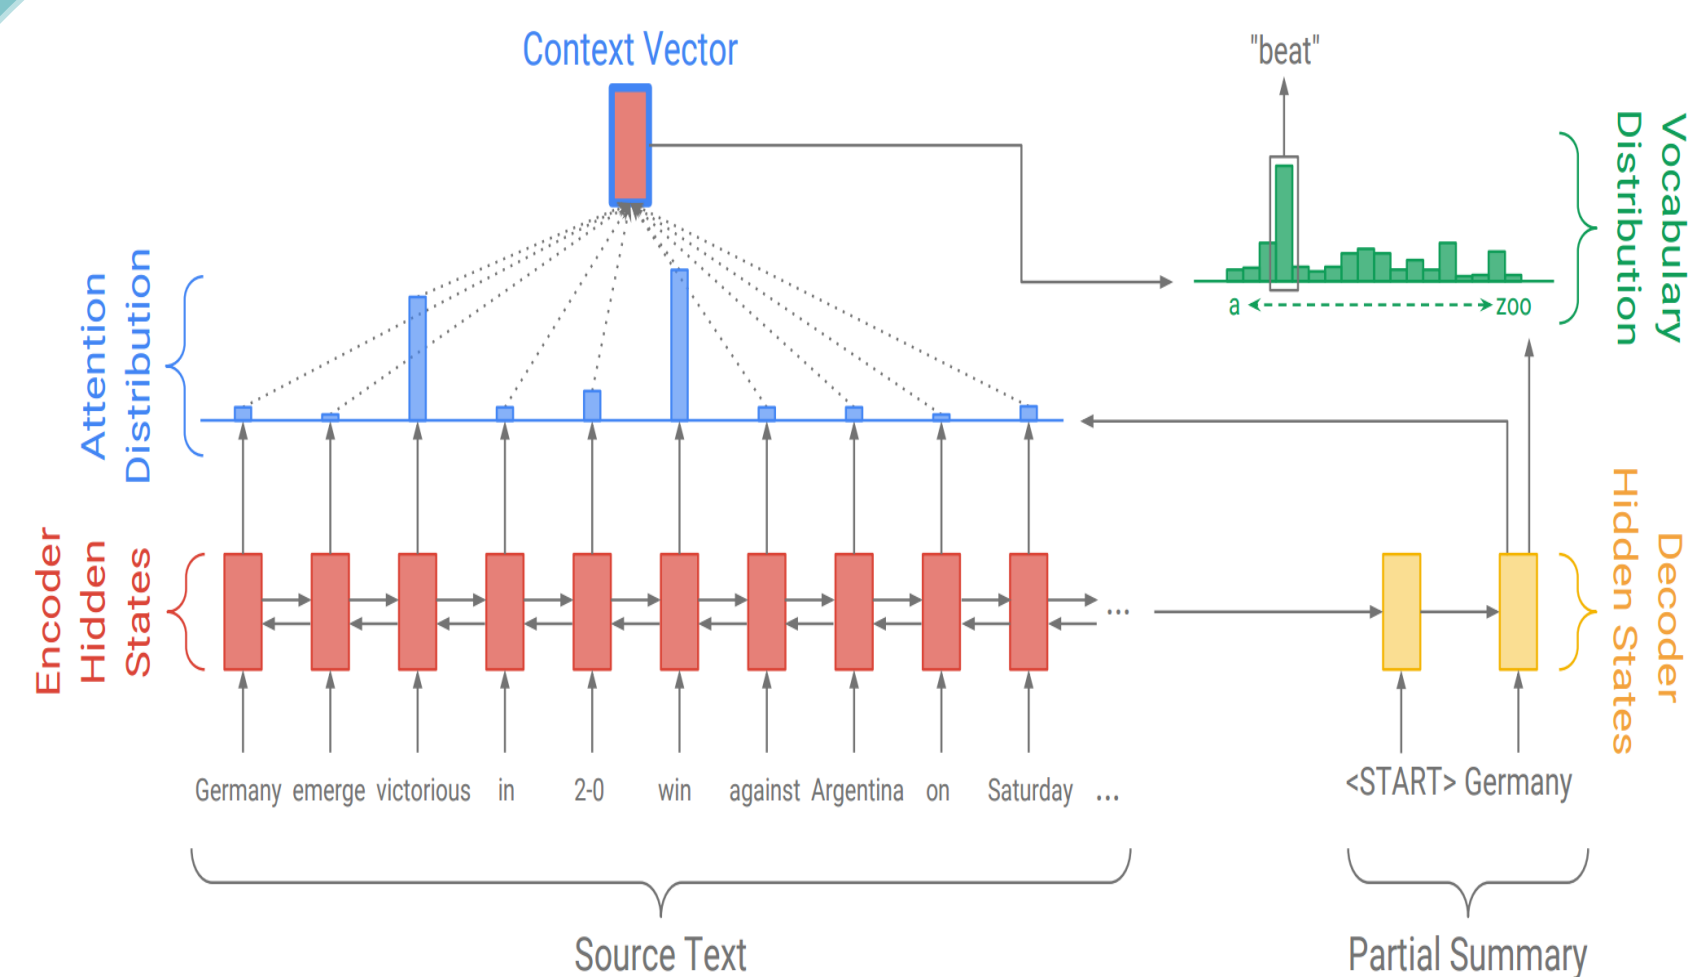 Context Vector
"beat"
Vocabulary
Distribution
a
zoo
Attention
Distribution
Encoder
Hidden
States
Decoder
Hidden States
...
Germany emerge victorious in 2-0 win against Argentina on Saturday ...
<START> Germany
Source Text
Partial Summary